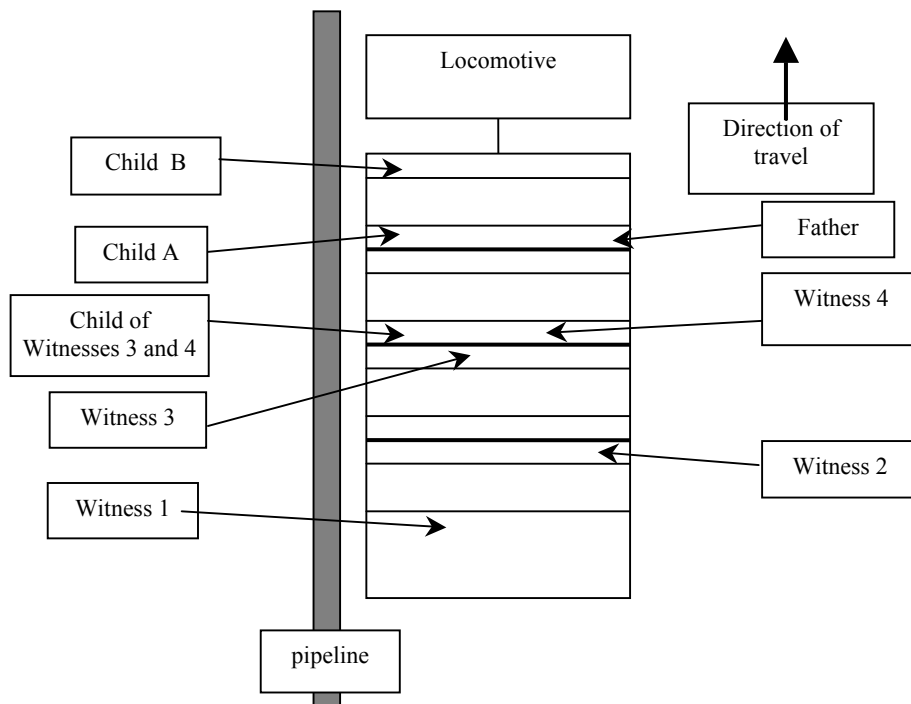 Locomotive
Direction of
travel
Child B
Father
Child A
Witness 4
Child of
Witnesses 3 and 4
Witness 3
Witness 2
Witness 1
pipeline